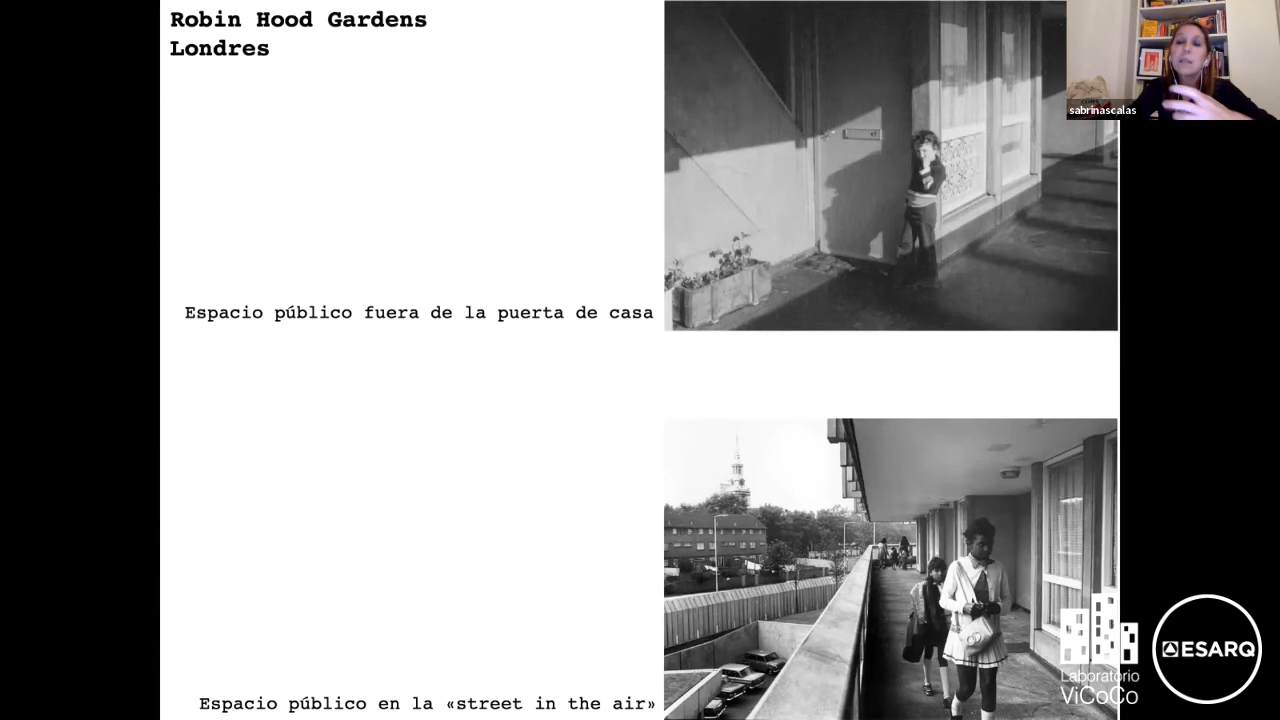 Robin Hood Gardens
Londres
sabrinascalas
Espacio público fuera de la puerta de casa
Espacio público en la «street in the air»
Laboratorio
ViCoCo
ESARQ